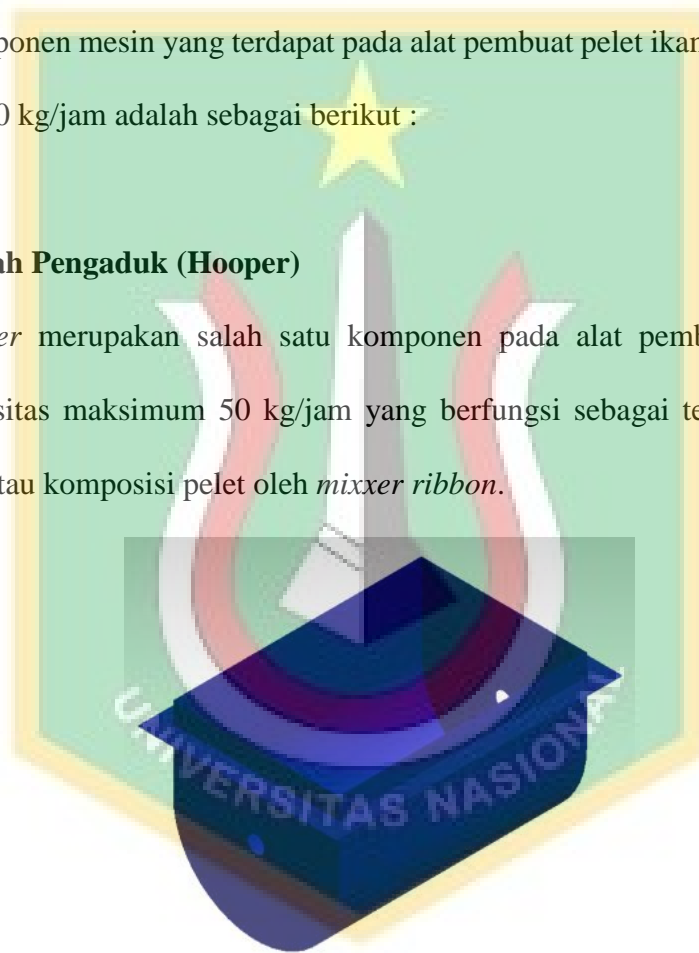 ponen mesin yang terdapat pada alat pembuat pelet ikan
0 kg/jam adalah sebagai berikut :
ah Pengaduk (Hooper)
er merupakan salah satu komponen pada alat pemb
sitas maksimum 50 kg/jam yang berfungsi sebagai te
tau komposisi pelet oleh mixxer ribbon.
UNIVERSITAS NASIONAL